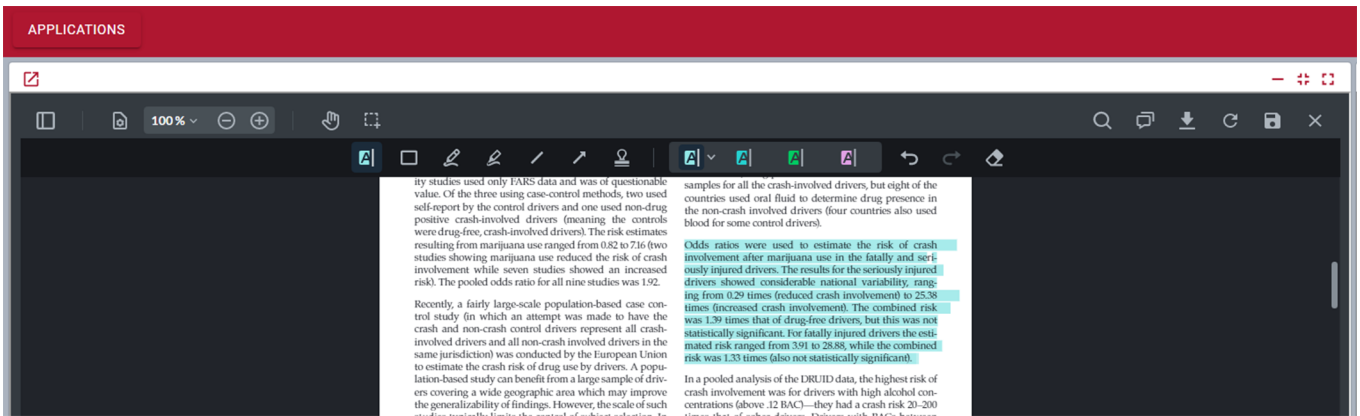 APPLICATIONS
100%
ity studies used only FARS data and was of questionable
value. Of the three using case-control methods, two used
self-report by the control drivers and one used non-drug
positive crash-involved drivers (meaning the controls
were drug-free, crash-involved drivers). The risk estimates
resulting from marijuana use ranged from 0.82 to 7.16 (two
studies showing marijuana use reduced the risk of crash
involvement while seven studies showed an increased
risk). The pooled odds ratio for all nine studies was 1.92.
Recently, a fairly large-scale population-based case con-
trol study (in which an attempt was made to have the
crash and non-crash control drivers represent all crash-
involved drivers and all non-crash involved drivers in the
same jurisdiction) was conducted by the European Union
to estimate the crash risk of drug use by drivers. A popu-
lation-based study can benefit from a large sample of driv-
ers covering a wide geographic area which may improve
the generalizability of findings. However, the scale of such
samples for all the crash-involved drivers, but eight of the
countries used oral fluid to determine drug presence in
the non-crash involved drivers (four countries also used
blood for some control drivers).
Odds ratios were used to estimate the risk of crash
involvement after marijuana use in the fatally and seri-
ously injured drivers. The results for the seriously injured
drivers showed considerable national variability, rang-
ing from 0.29 times (reduced crash involvement) to 25.38
times (increased crash involvement). The combined risk
was 1.39 times that of drug-free drivers, but this was not
statistically significant. For fatally injured drivers the esti-
mated risk ranged from 3.91 to 28.88, while the combined
risk was 1.33 times (also not statistically significant).
In a pooled analysis of the DRUID data, the highest risk of
crash involvement was for drivers with high alcohol con-
centrations (above .12 BAC)—they had a crash risk 20–200